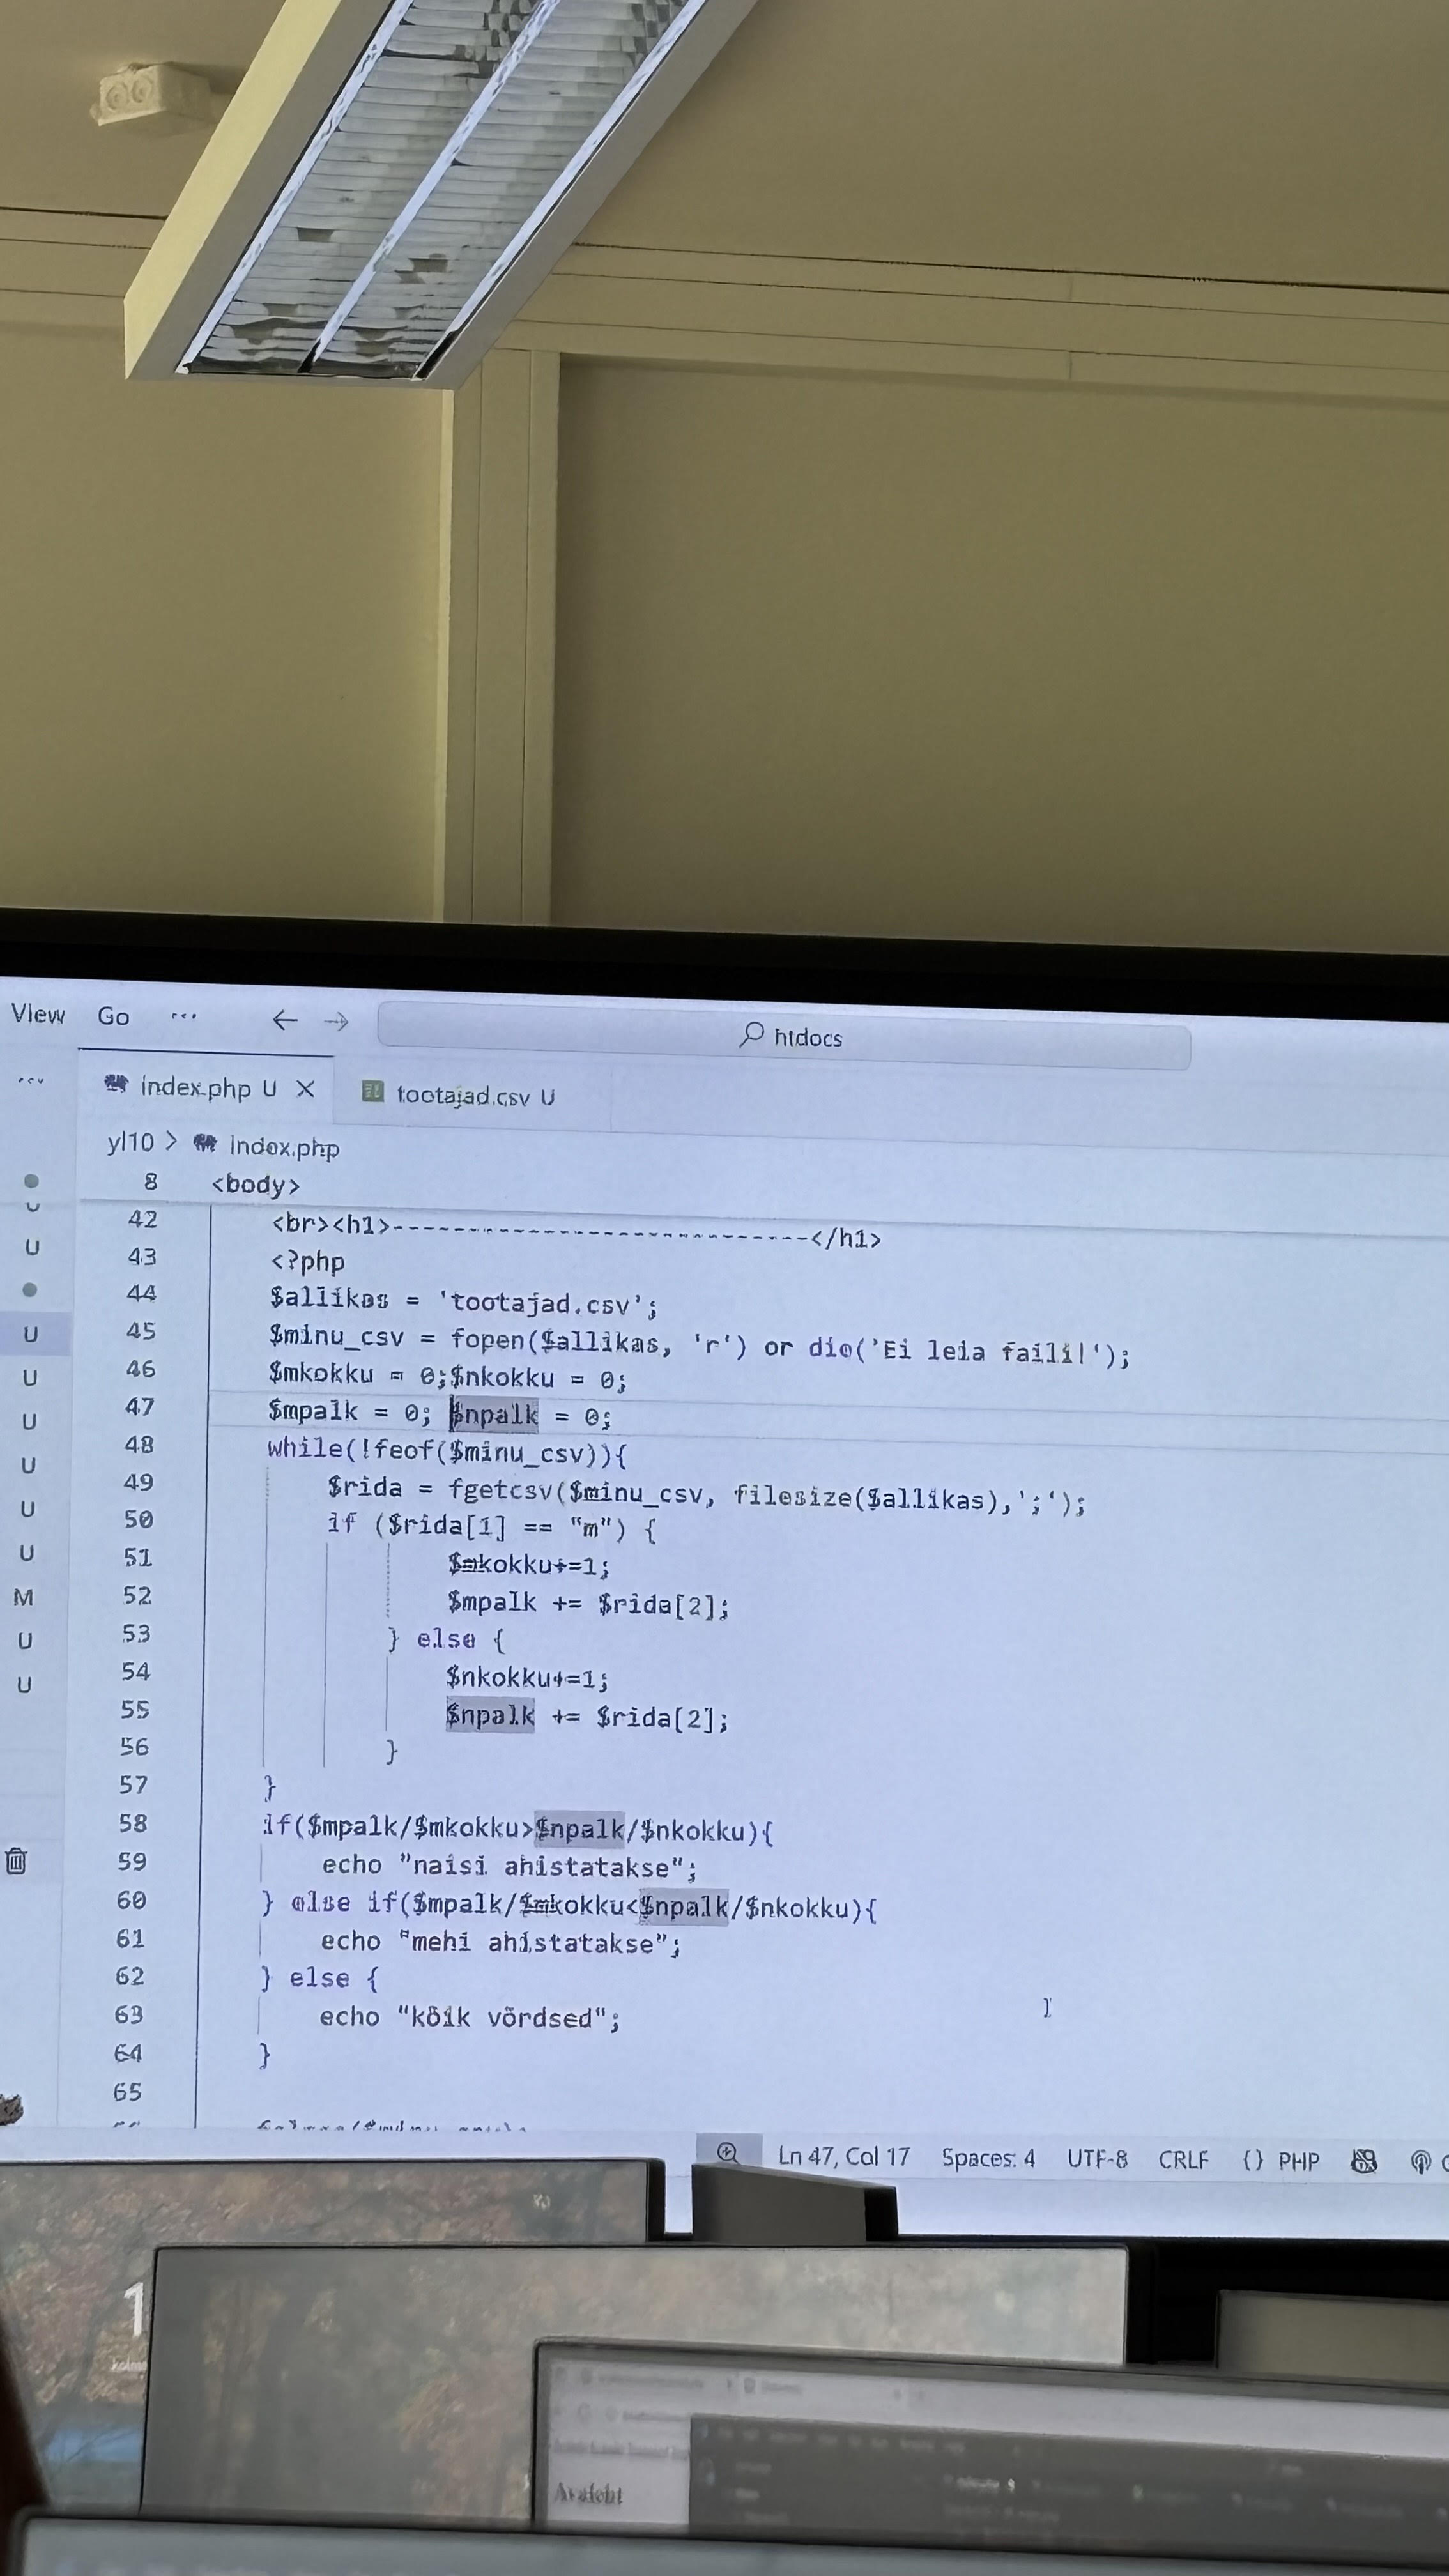 View Go ... ← → htdocs
... index.php U × tootajad.csv U
yl10 > index.php
8 <body>
42 <br><h1>----------------------------</h1>
43 <?php
44 $allikas = 'tootajad.csv';
45 $minu_csv = fopen($allikas, 'r') or die('Ei leia faili!');
46 $mkokku = 0;$nkokku = 0;
47 $mpalk = 0; $npalk = 0;
48 while(!feof($minu_csv)){
49 $rida = fgetcsv($minu_csv, filesize($allikas),';');
50 if ($rida[1] == "m") {
51 $mkokku+=1;
52 $mpalk += $rida[2];
53 } else {
54 $nkokku+=1;
55 $npalk += $rida[2];
56 }
57 }
58 if($mpalk/$mkokku>$npalk/$nkokku){
59 echo "naisi ahistatakse";
60 } else if($mpalk/$mkokku<$npalk/$nkokku){
61 echo "mehi ahistatakse";
62 } else {
63 echo "kõik võrdsed";
64 }
65
U
U
U
U
U
U
U
M
U
U
Ln 47, Col 17 Spaces: 4 UTF-8 CRLF {} PHP
1
Avaleht